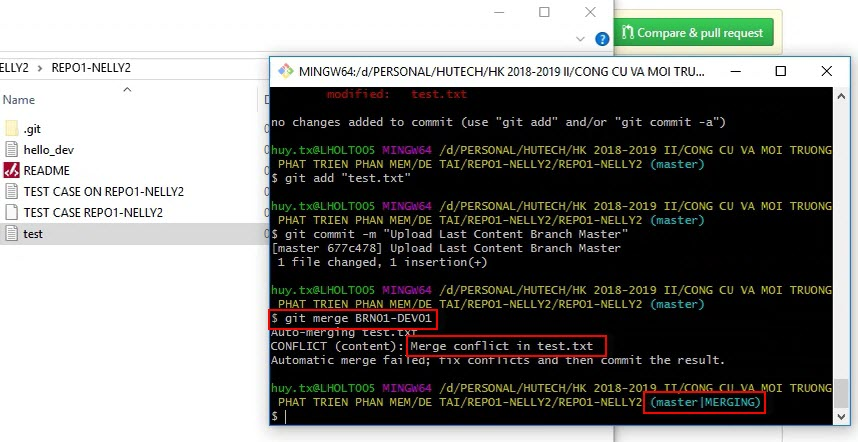 Compare & pull request
ELLY2 > REPO1-NELLY2
Name
.git
hello_dev
README
TEST CASE ON REPO1-NELLY2
TEST CASE REPO1-NELLY2
test
MINGW64:/d/PERSONAL/HUTECH/HK 2018-2019 II/CONG CU VA MOI TRU...
modified: test.txt
no changes added to commit (use "git add" and/or "git commit -a")
huy.tx@LHOLT005 MINGW64 /d/PERSONAL/HUTECH/HK 2018-2019 II/CONG CU VA MOI TRUONG
PHAT TRIEN PHAN MEM/DE TAI/REPO1-NELLY2/REPO1-NELLY2 (master)
$ git add "test.txt"
huy.tx@LHOLT005 MINGW64 /d/PERSONAL/HUTECH/HK 2018-2019 II/CONG CU VA MOI TRUONG
PHAT TRIEN PHAN MEM/DE TAI/REPO1-NELLY2/REPO1-NELLY2 (master)
$ git commit -m "Upload Last Content Branch Master"
[master 677c478] Upload Last Content Branch Master
1 file changed, 1 insertion(+)
huy.tx@LHOLT005 MINGW64 /d/PERSONAL/HUTECH/HK 2018-2019 II/CONG CU VA MOI TRUONG
PHAT TRIEN PHAN MEM/DE TAI/REPO1-NELLY2/REPO1-NELLY2 (master)
$ git merge BRN01-DEV01
Auto-merging test.txt
CONFLICT (content): Merge conflict in test.txt
Automatic merge failed; fix conflicts and then commit the result.
huy.tx@LHOLT005 MINGW64 /d/PERSONAL/HUTECH/HK 2018-2019 II/CONG CU VA MOI TRUONG
PHAT TRIEN PHAN MEM/DE TAI/REPO1-NELLY2/REPO1-NELLY2 (master|MERGING)
$